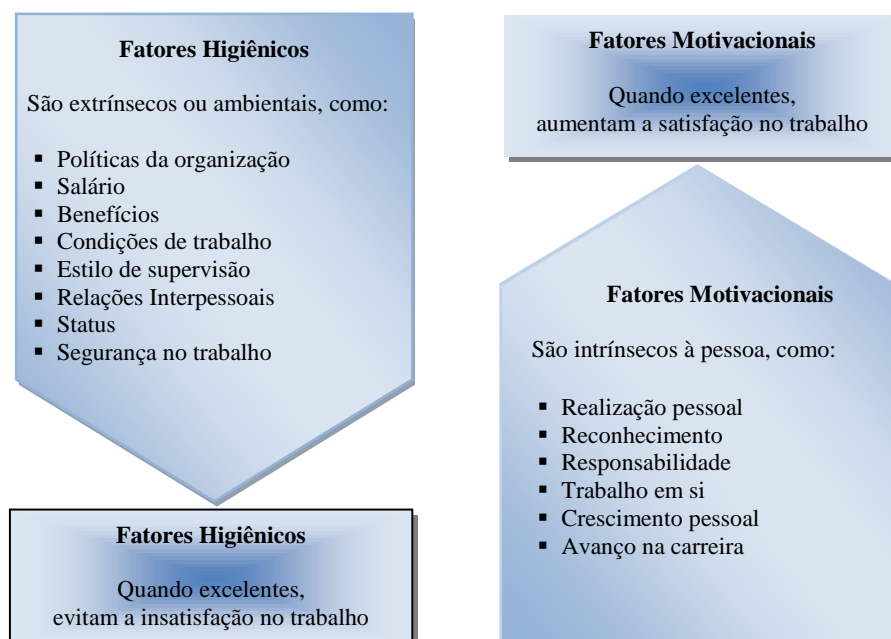 Fatores Higiênicos
São extrínsecos ou ambientais, como:
▪ Políticas da organização
▪ Salário
▪ Benefícios
▪ Condições de trabalho
▪ Estilo de supervisão
▪ Relações Interpessoais
▪ Status
▪ Segurança no trabalho
Fatores Higiênicos
Quando excelentes,
evitam a insatisfação no trabalho
Fatores Motivacionais
Quando excelentes,
aumentam a satisfação no trabalho
Fatores Motivacionais
São intrínsecos à pessoa, como:
▪ Realização pessoal
▪ Reconhecimento
▪ Responsabilidade
▪ Trabalho em si
▪ Crescimento pessoal
▪ Avanço na carreira